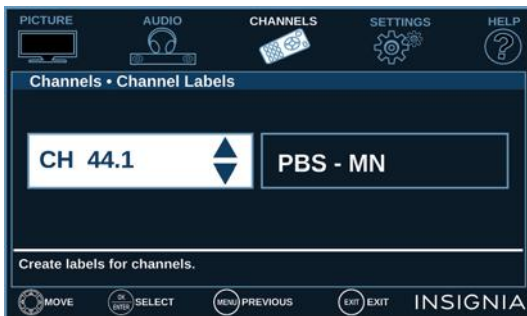 PICTURE AUDIO CHANNELS SETTINGS HELP
?
Channels • Channel Labels
CH 44.1 PBS - MN
Create labels for channels.
MOVE OK ENTER SELECT MENU PREVIOUS EXIT EXIT INSIGNIA